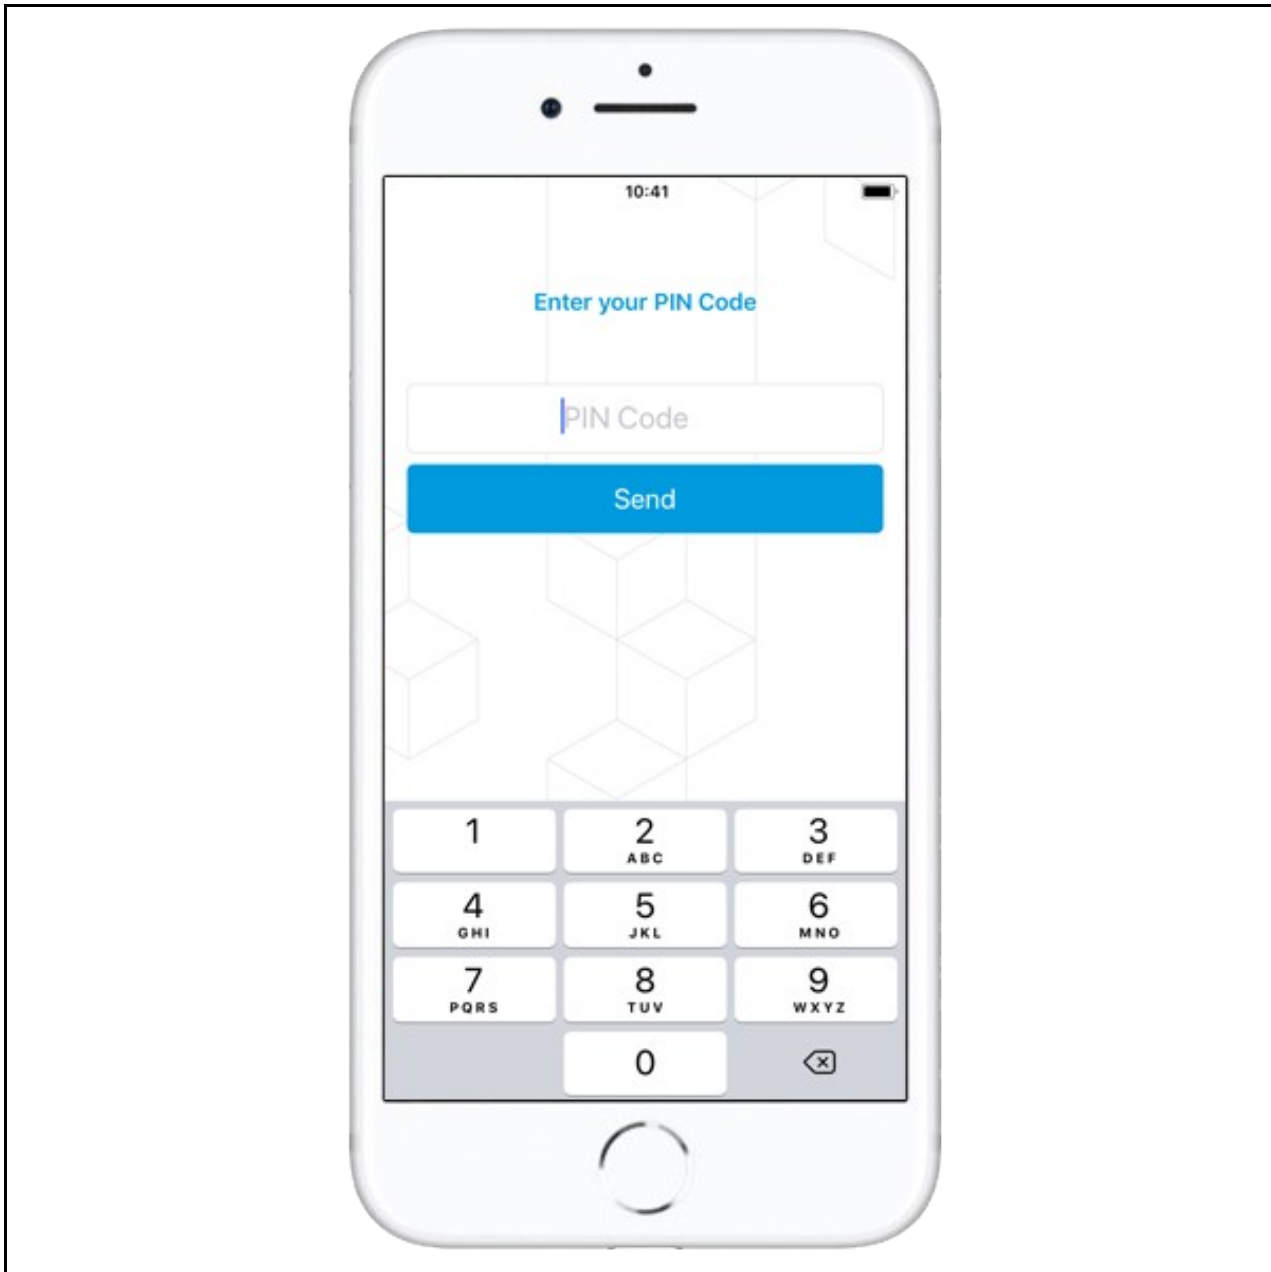 10:41
Enter your PIN Code
PIN Code
Send
1 2 3
ABC DEF
4 5 6
GHI JKL MNO
7 8 9
PQRS TUV WXYZ
0